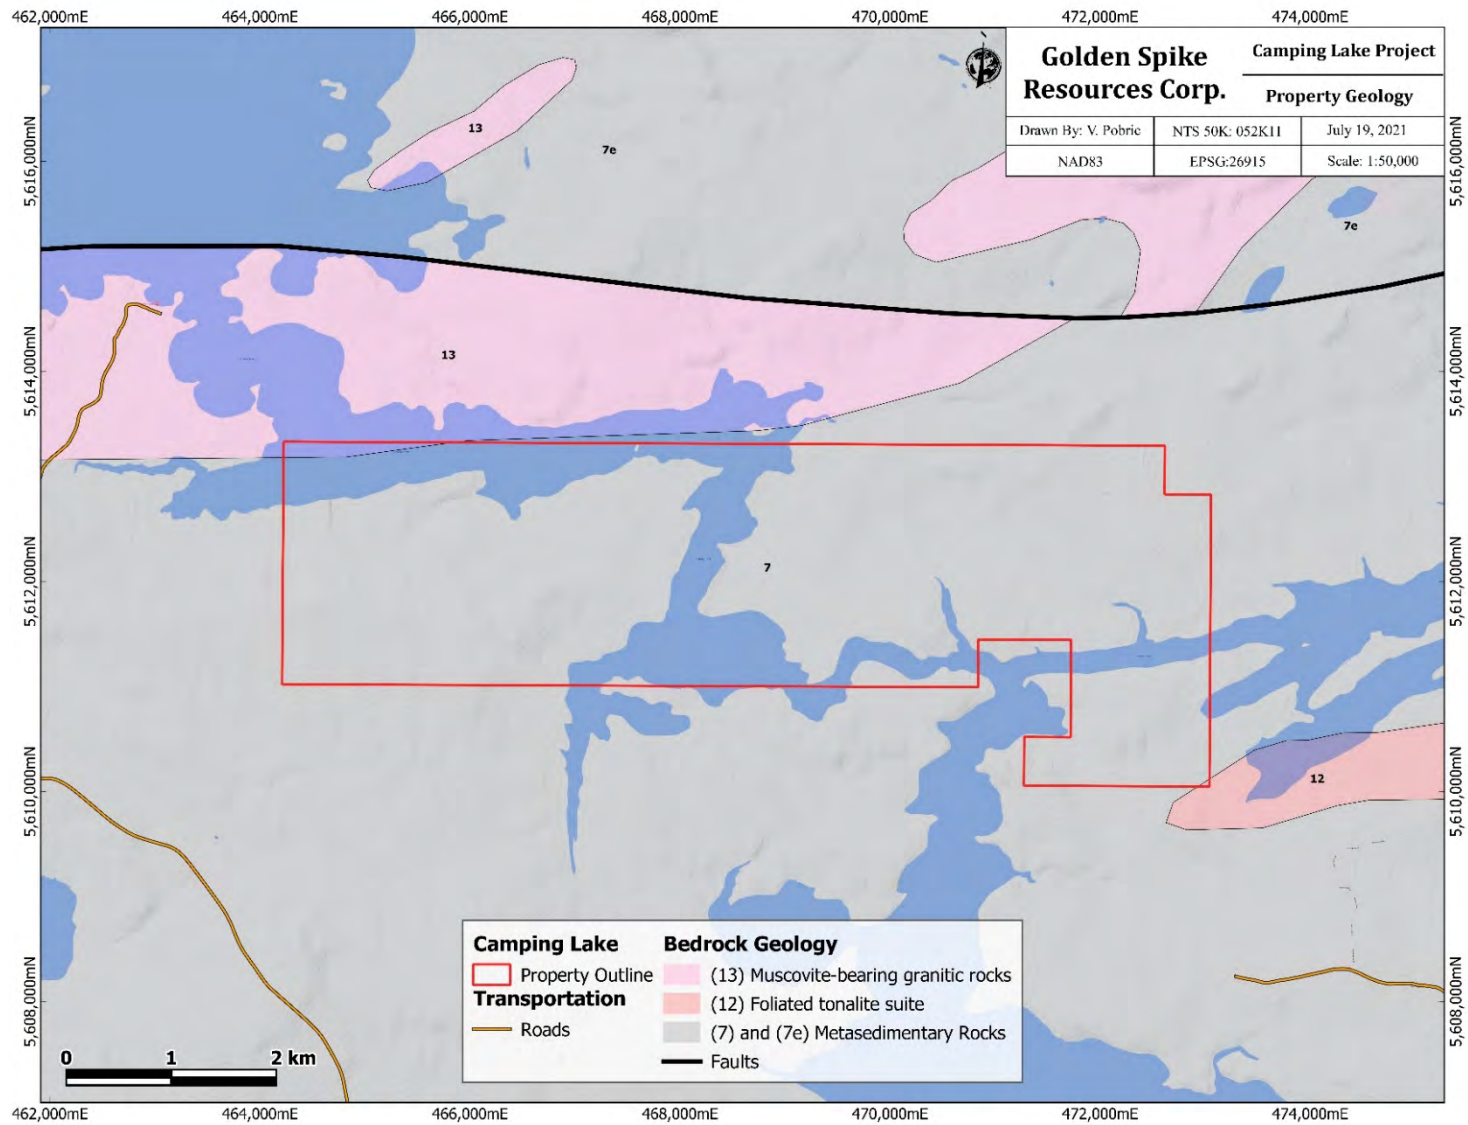 462,000mE 464,000mE 466,000mE 468,000mE 470,000mE 472,000mE 474,000mE
Golden Spike
Resources Corp.
Camping Lake Project
Property Geology
Drawn By: V. Pobric
NTS 50K: 052K11
July 19, 2021
NAD83
EPSG:26915
Scale: 1:50,000
5,616,000mN
5,616,000mN
13
7e
7e
5,614,000mN
5,614,000mN
13
5,612,000mN
5,612,000mN
7
5,610,000mN
5,610,000mN
12
5,608,000mN
5,608,000mN
Camping Lake
Property Outline
Transportation
Roads
Bedrock Geology
(13) Muscovite-bearing granitic rocks
(12) Foliated tonalite suite
(7) and (7e) Metasedimentary Rocks
Faults
0 1 2 km
462,000mE 464,000mE 466,000mE 468,000mE 470,000mE 472,000mE 474,000mE